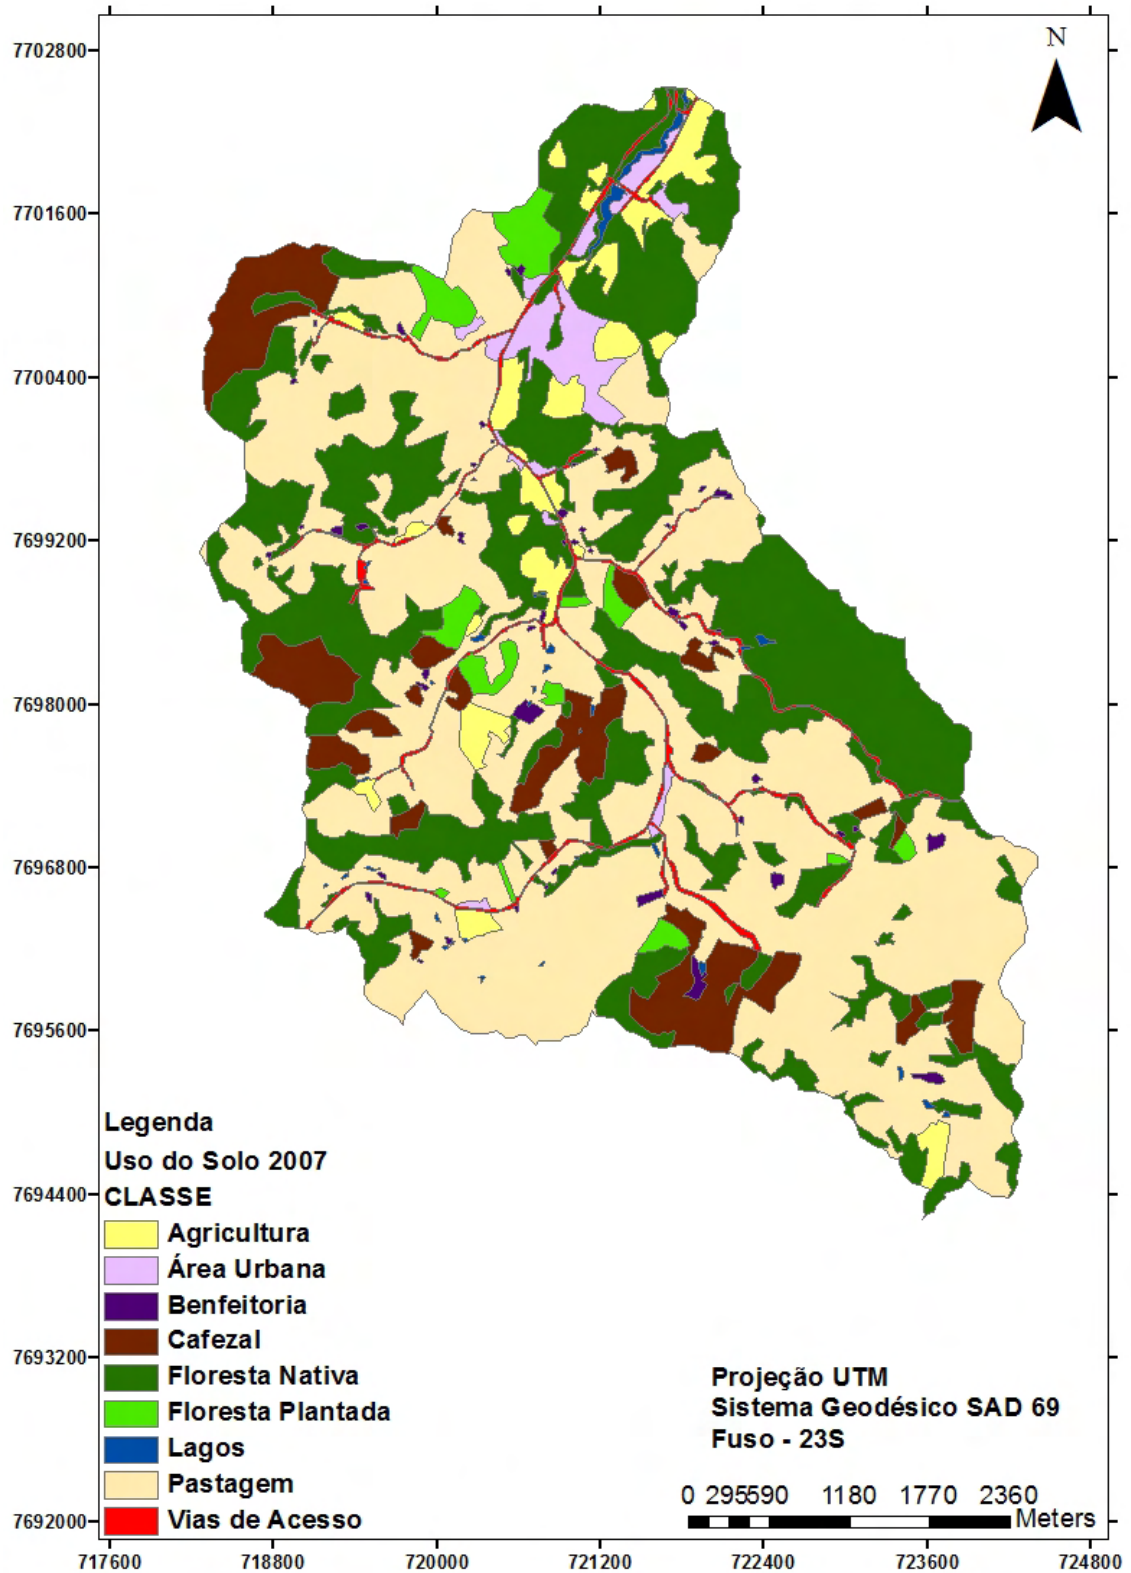 N
7702800
7701600
7700400
7699200
7698000
7696800
7695600
7694400
7693200
7692000
Legenda
Uso do Solo 2007
CLASSE
Agricultura
Área Urbana
Benfeitoria
Cafezal
Floresta Nativa
Floresta Plantada
Lagos
Pastagem
Vias de Acesso
Projeção UTM
Sistema Geodésico SAD 69
Fuso - 23S
0 295590 1180 1770 2360
Meters
717600 718800 720000 721200 722400 723600 724800